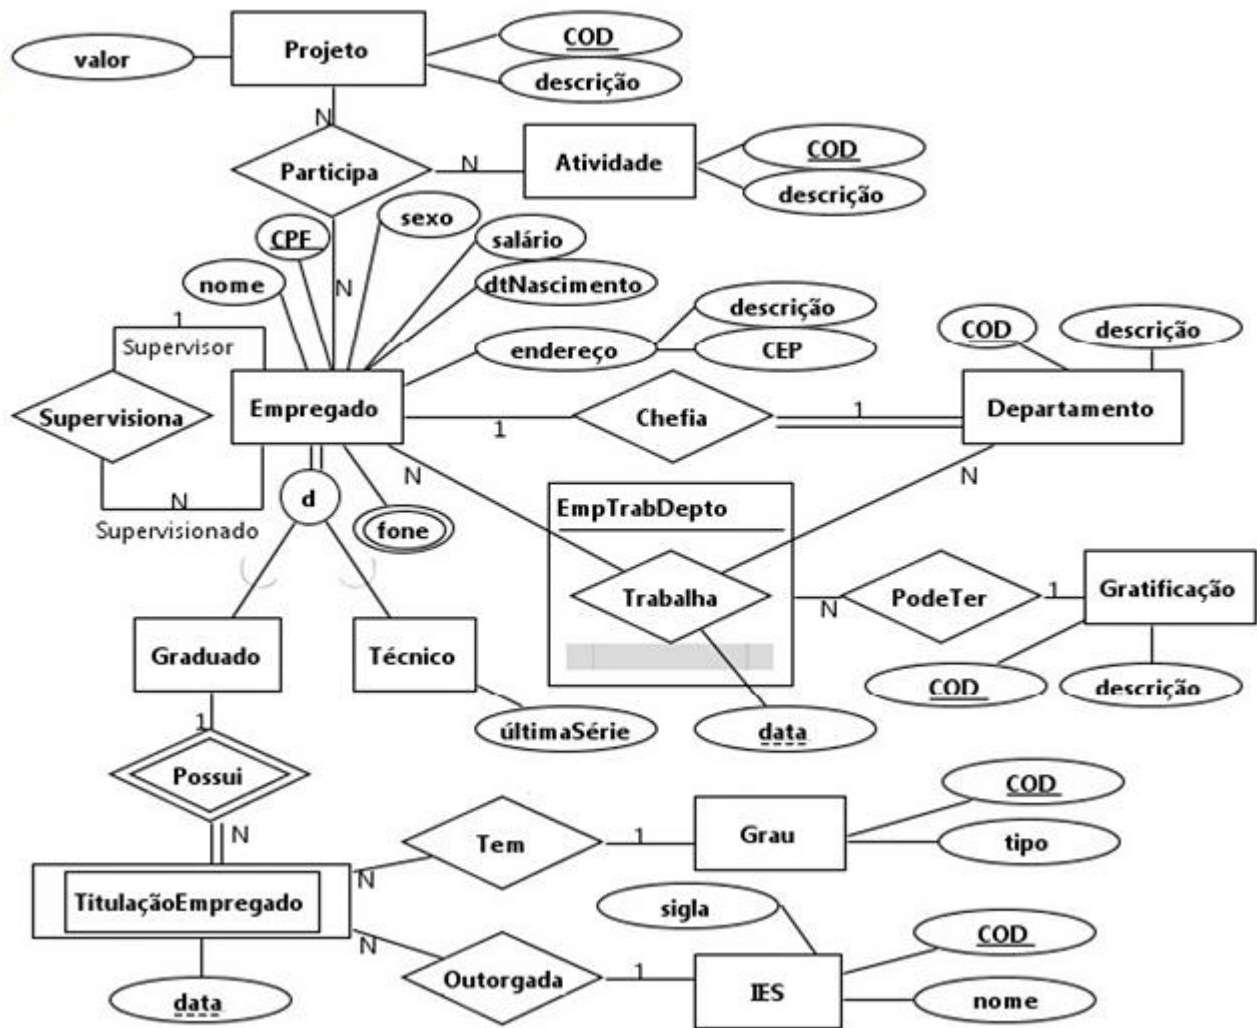 Projeto
valor
COD
descrição
N
Participa
N
Atividade
COD
descrição
N
nome
CPF
sexo
salário
dtNascimento
endereço
descrição
CEP
1
Supervisor
Supervisiona
N
Supervisionado
Empregado
1
Chefia
1
Departamento
COD
descrição
d
fone
N
N
EmpTrabDepto
Trabalha
data
N
PodeTer
1
Gratificação
COD
descrição
Graduado
Técnico
últimaSérie
1
Possui
N
TitulaçãoEmpregado
data
N
Tem
1
Grau
COD
tipo
N
Outorgada
1
IES
sigla
COD
nome